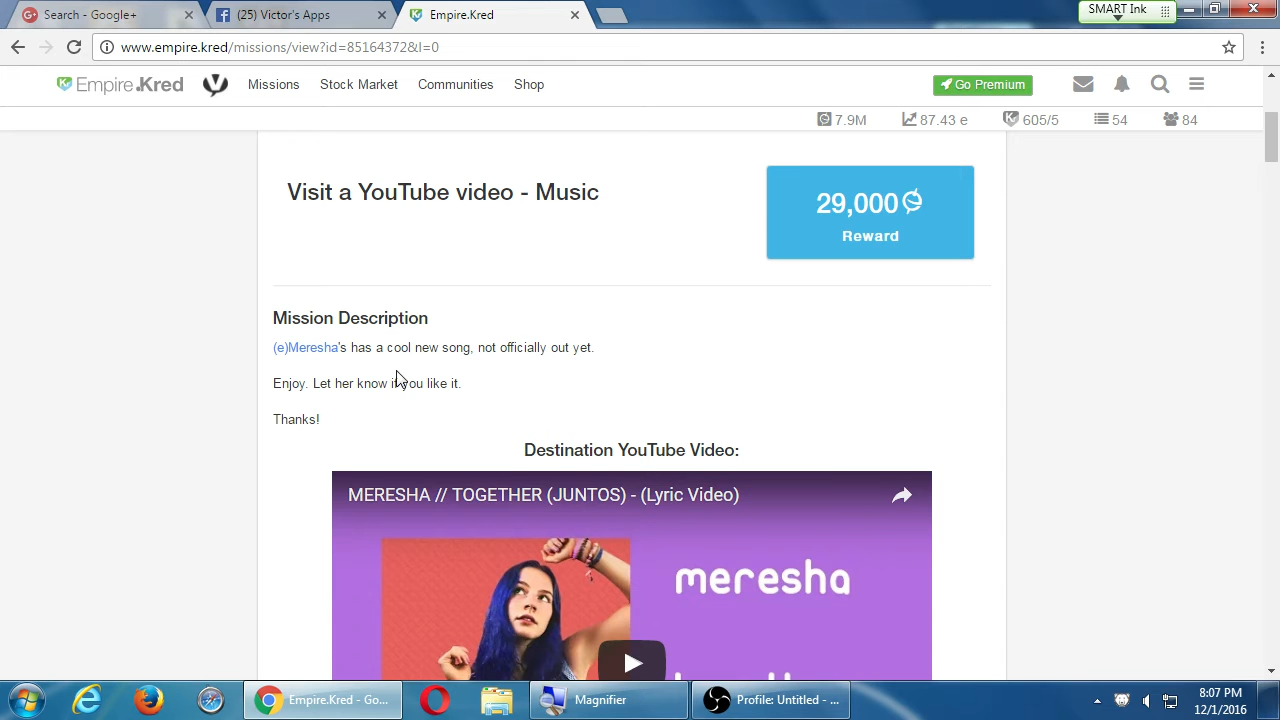 Search - Google+
(25) Victor's Apps
Empire.Kred
SMART Ink
www.empire.kred/missions/view?id=85164372&l=0
Empire.Kred
Missions
Stock Market
Communities
Shop
Go Premium
7.9M
87.43 e
605/5
54
84
Visit a YouTube video - Music
29,000
Reward
Mission Description
(e)Meresha's has a cool new song, not officially out yet.
Enjoy. Let her know if you like it.
Thanks!
Destination YouTube Video:
MERESHA // TOGETHER (JUNTOS) - (Lyric Video)
meresha
Empire.Kred - Go...
Magnifier
Profile: Untitled - ...
8:07 PM
12/1/2016